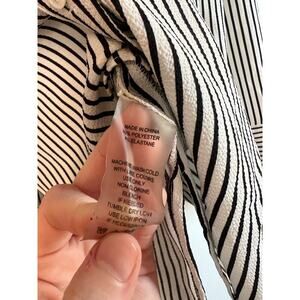 MADE IN CHINA
POLYESTER
ELASTANE
MACHINE WASH COLD
WITH LIKE COLORS
USE ONLY
NON-CLORINE
BLEACH
IF NEEDED
TUMBLE DRY LOW
USE LOW IRON
IF NEEDED